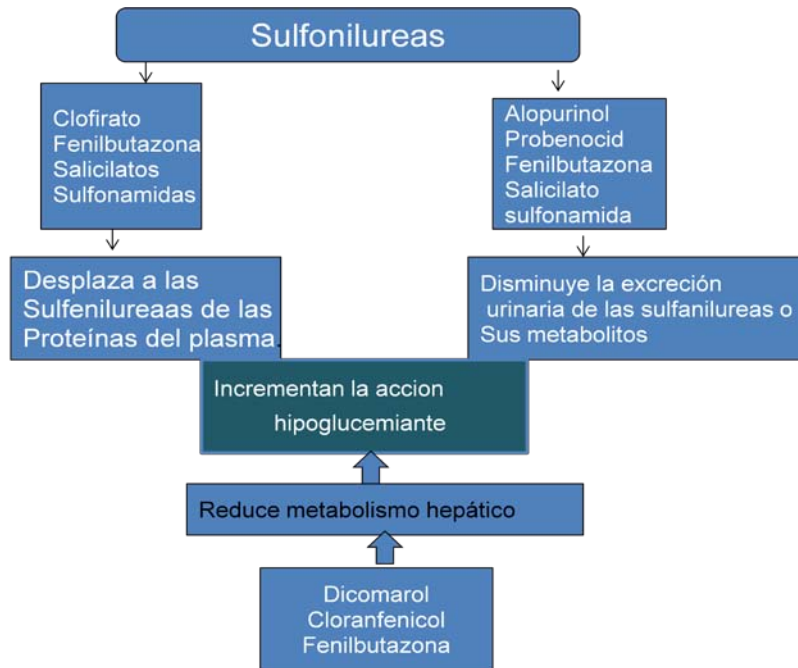 Sulfonilureas
Clofirato
Fenilbutazona
Salicilatos
Sulfonamidas
Alopurinol
Probenocid
Fenilbutazona
Salicilato
sulfonamida
Desplaza a las
Sulfenilureaas de las
Proteínas del plasma.
Disminuye la excreción
urinaria de las sulfanilureas o
Sus metabolitos
Incrementan la accion
hipoglucemiante
Reduce metabolismo hepático
Dicomarol
Cloranfenicol
Fenilbutazona